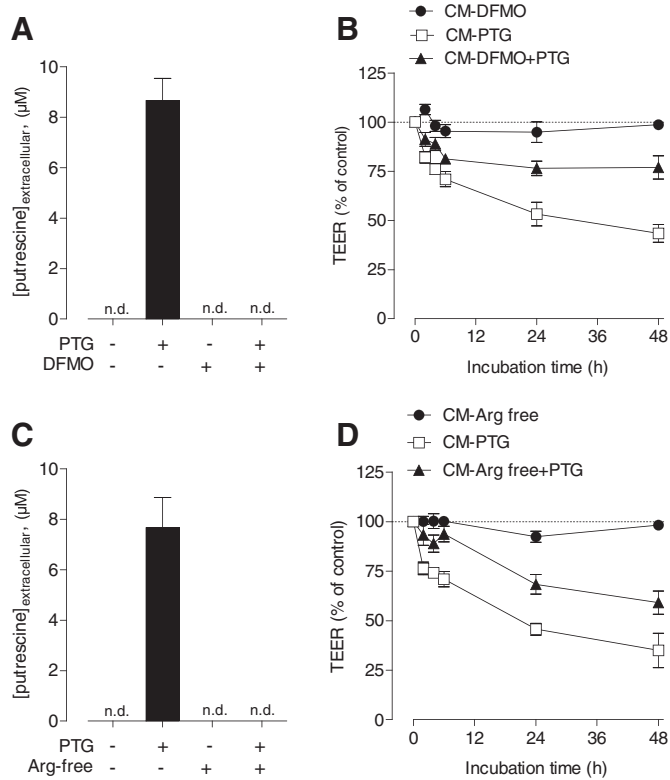 A
[putrescine]extracellular, (µM)
10
8
6
4
2
0
n.d.
n.d.
n.d.
PTG - + - +
DFMO - - + +
B
CM-DFMO
CM-PTG
CM-DFMO+PTG
TEER (% of control)
125
100
75
50
25
0
0 12 24 36 48
Incubation time (h)
C
[putrescine]extracellular, (µM)
10
8
6
4
2
0
n.d.
n.d.
n.d.
PTG - + - +
Arg-free - - + +
D
CM-Arg free
CM-PTG
CM-Arg free+PTG
TEER (% of control)
125
100
75
50
25
0
0 12 24 36 48
Incubation time (h)